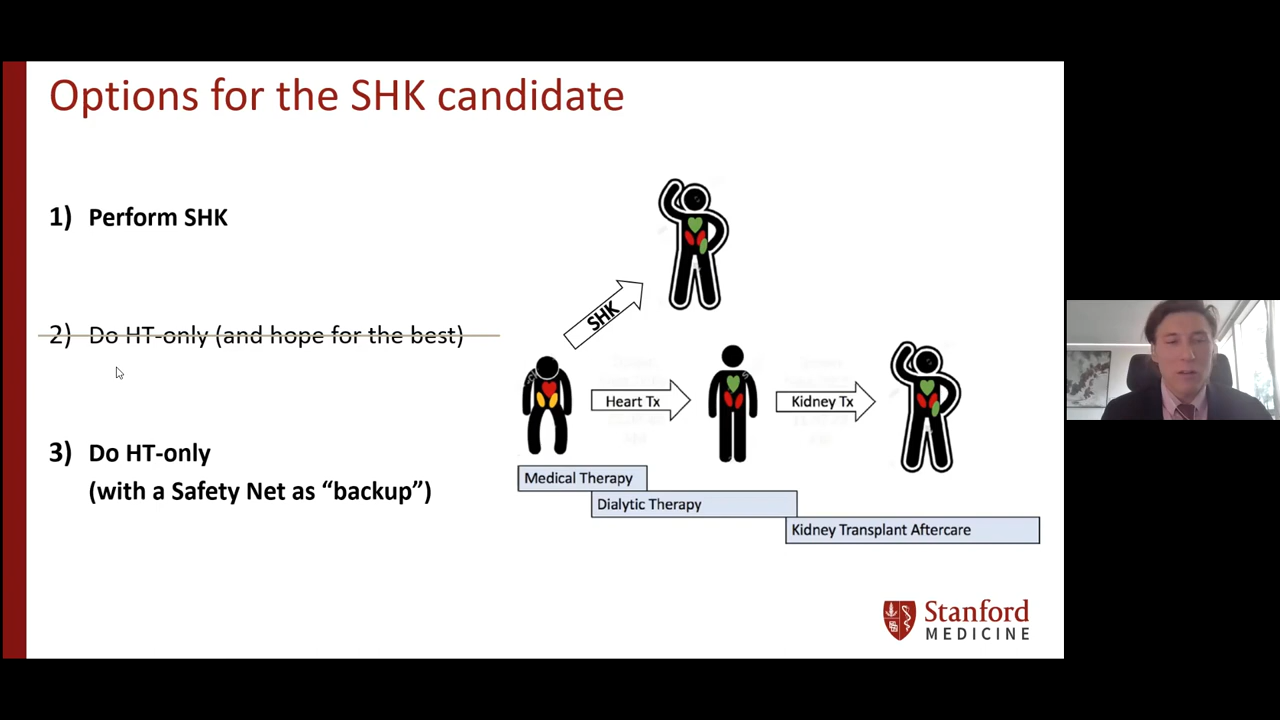 Options for the SHK candidate
1) Perform SHK
2) Do HT-only (and hope for the best)
3) Do HT-only
(with a Safety Net as “backup”)
SHK
Heart Tx
Kidney Tx
Medical Therapy
Dialytic Therapy
Kidney Transplant Aftercare
Stanford
MEDICINE